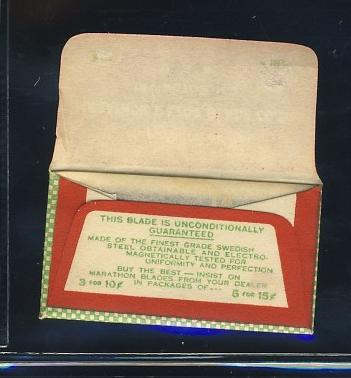 THIS BLADE IS UNCONDITIONALLY
GUARANTEED
MADE OF THE FINEST GRADE SWEDISH
STEEL OBTAINABLE AND ELECTRO-
MAGNETICALLY TESTED FOR
UNIFORMITY AND PERFECTION
BUY THE BEST — INSIST ON
MARATHON BLADES FROM YOUR DEALER
IN PACKAGES OF...
3 FOR 10¢ 5 FOR 15¢